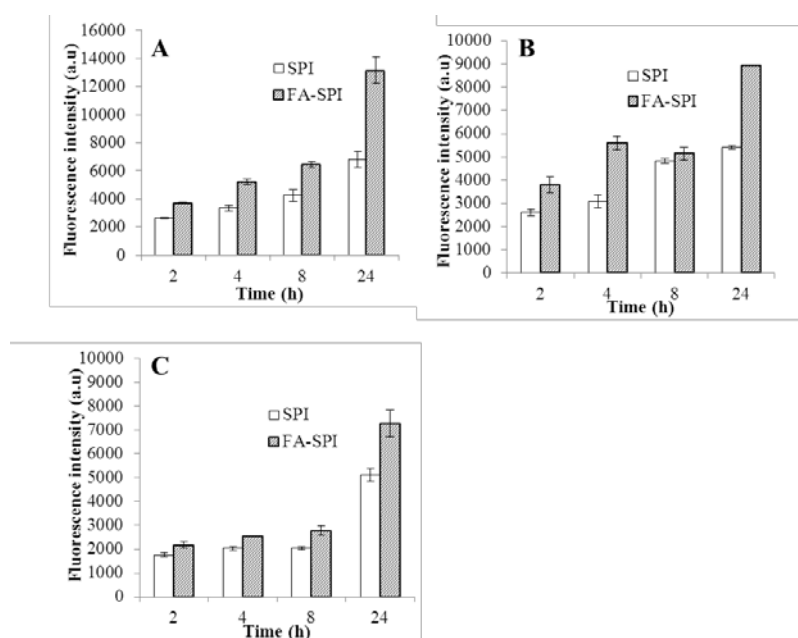 A
Fluorescence intensity (a.u)
16000
14000
12000
10000
8000
6000
4000
2000
0
SPI
FA-SPI
2 4 8 24
Time (h)
B
Fluorescence intensity (a.u)
10000
9000
8000
7000
6000
5000
4000
3000
2000
1000
0
SPI
FA-SPI
2 4 8 24
Time (h)
C
Fluorescence intensity (a.u)
10000
9000
8000
7000
6000
5000
4000
3000
2000
1000
0
SPI
FA-SPI
2 4 8 24
Time (h)